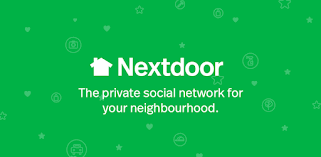 Nextdoor
The private social network for
your neighbourhood.